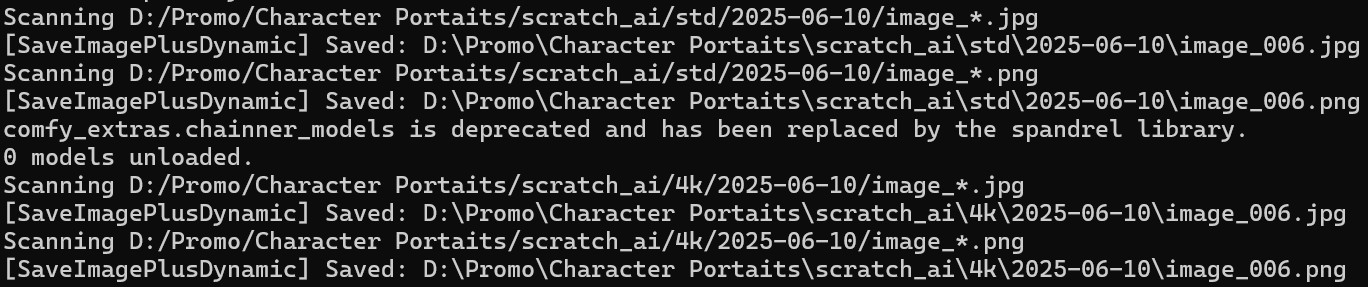 Scanning D:/Promo/Character Portaits/scratch_ai/std/2025-06-10/image_*.jpg
[SaveImagePlusDynamic] Saved: D:\Promo\Character Portaits\scratch_ai\std\2025-06-10\image_006.jpg
Scanning D:/Promo/Character Portaits/scratch_ai/std/2025-06-10/image_*.png
[SaveImagePlusDynamic] Saved: D:\Promo\Character Portaits\scratch_ai\std\2025-06-10\image_006.png
comfy_extras.chainner_models is deprecated and has been replaced by the spandrel library.
0 models unloaded.
Scanning D:/Promo/Character Portaits/scratch_ai/4k/2025-06-10/image_*.jpg
[SaveImagePlusDynamic] Saved: D:\Promo\Character Portaits\scratch_ai\4k\2025-06-10\image_006.jpg
Scanning D:/Promo/Character Portaits/scratch_ai/4k/2025-06-10/image_*.png
[SaveImagePlusDynamic] Saved: D:\Promo\Character Portaits\scratch_ai\4k\2025-06-10\image_006.png